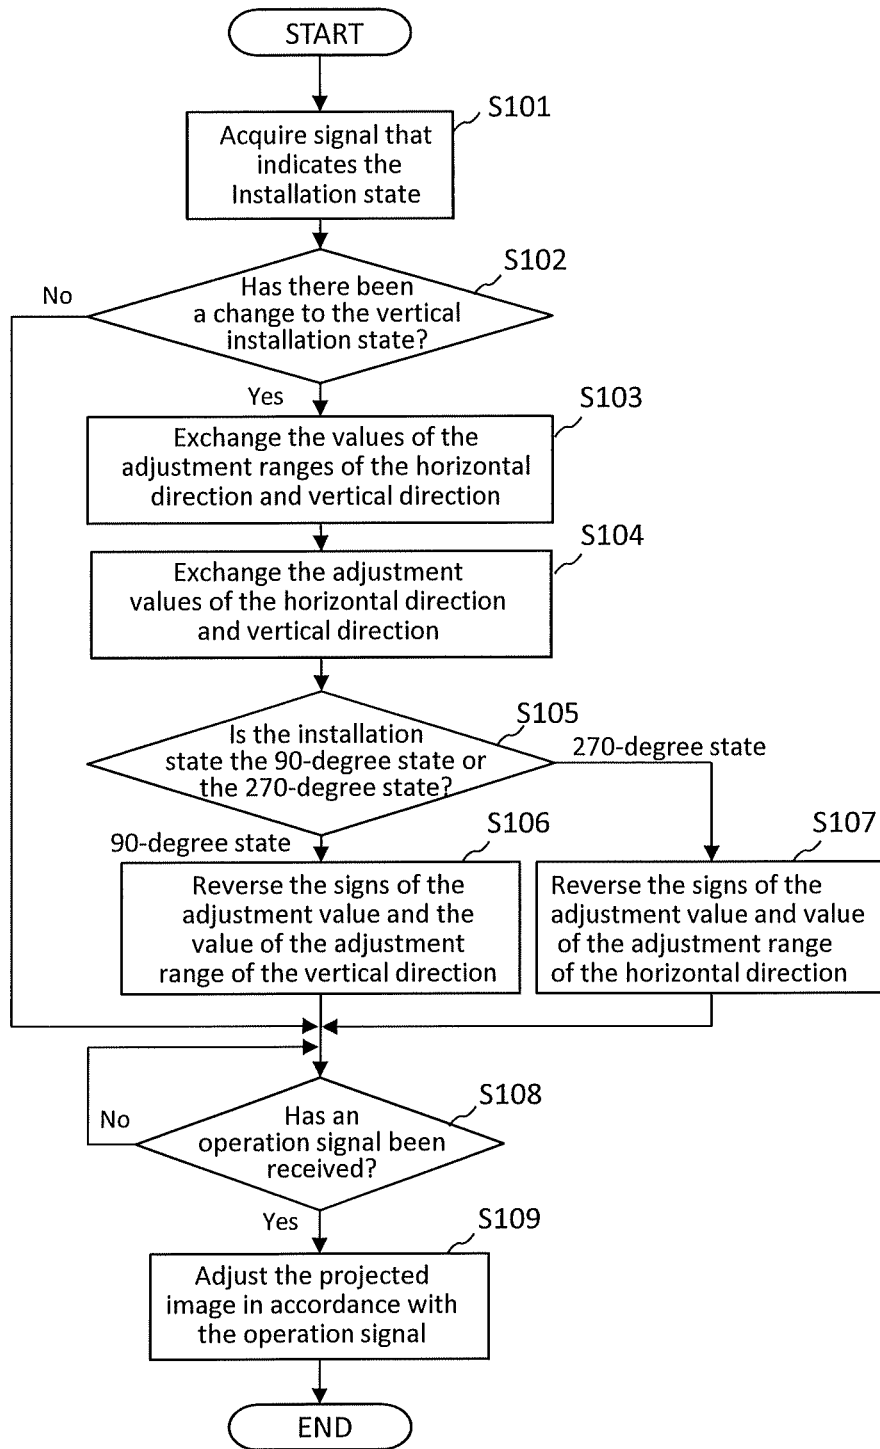 START
S101
Acquire signal that
indicates the
Installation state
S102
Has there been
a change to the vertical
installation state?
No
Yes
S103
Exchange the values of the
adjustment ranges of the horizontal
direction and vertical direction
S104
Exchange the adjustment
values of the horizontal direction
and vertical direction
S105
Is the installation
state the 90-degree state or
the 270-degree state?
270-degree state
90-degree state
S106
Reverse the signs of the
adjustment value and the
value of the adjustment
range of the vertical direction
S107
Reverse the signs of the
adjustment value and value
of the adjustment range
of the horizontal direction
S108
Has an
operation signal been
received?
No
Yes
S109
Adjust the projected
image in accordance with
the operation signal
END